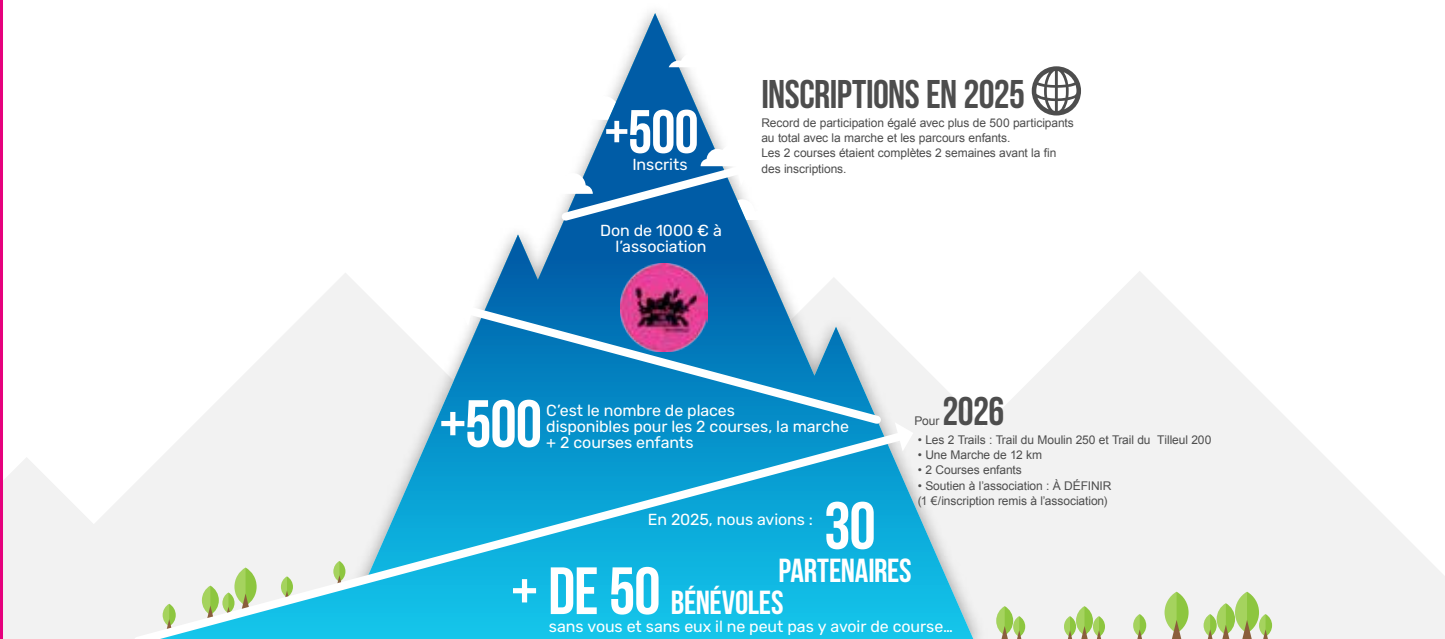 INSCRIPTIONS EN 2025
Record de participation égalé avec plus de 500 participants
au total avec la marche et les parcours enfants.
Les 2 courses étaient complètes 2 semaines avant la fin
des inscriptions.
+500
Inscrits
Don de 1000 € à
l'association
+500
C'est le nombre de places
disponibles pour les 2 courses, la marche
+ 2 courses enfants
Pour 2026
• Les 2 Trails : Trail du Moulin 250 et Trail du Tilleul 200
• Une Marche de 12 km
• 2 Courses enfants
• Soutien à l'association : À DÉFINIR
(1 €/inscription remis à l'association)
En 2025, nous avions : 30
PARTENAIRES
+ DE 50 BÉNÉVOLES
sans vous et sans eux il ne peut pas y avoir de course...